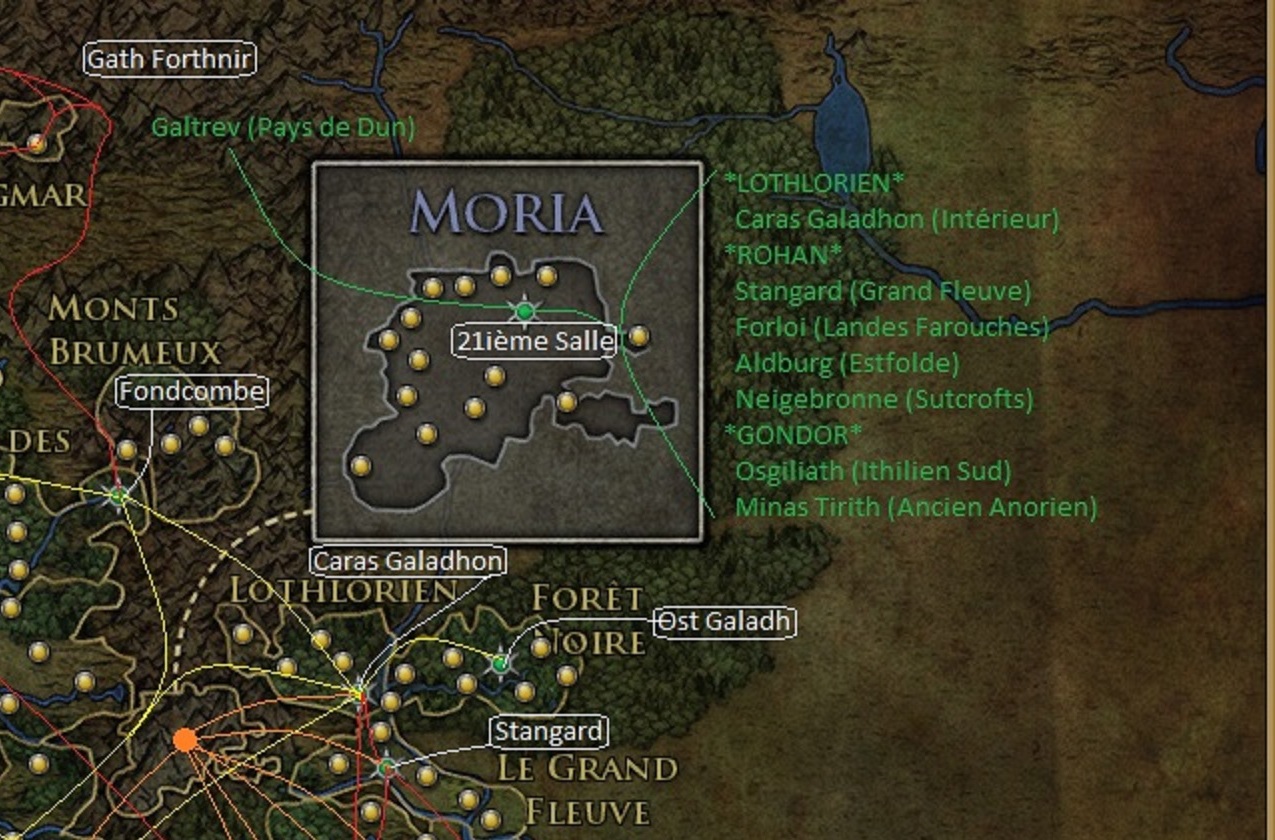 Gath Forthnir
Galtrev (Pays de Dun)
GMAR
MORIA
*LOTHLORIEN*
Caras Galadhon (Intérieur)
*ROHAN*
Stangard (Grand Fleuve)
Forloi (Landes Farouches)
Aldburg (Estfolde)
Neigebronne (Sutcrofts)
*GONDOR*
Osgiliath (Ithilien Sud)
Minas Tirith (Ancien Anorien)
MONTS
BRUMEUX
21ième Salle
Fondcombe
DES
Caras Galadhon
LOTHLÓRIEN
FORÊT
NOIRE
Ost Galadh
Stangard
LE GRAND
FLEUVE